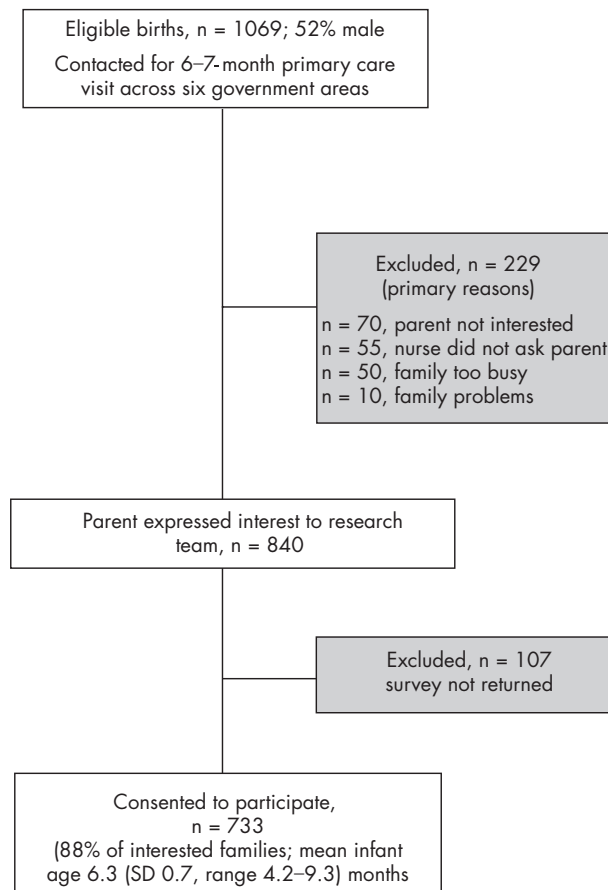 Eligible births, n = 1069; 52% male
Contacted for 6–7-month primary care
visit across six government areas
Excluded, n = 229
(primary reasons)
n = 70, parent not interested
n = 55, nurse did not ask parent
n = 50, family too busy
n = 10, family problems
Parent expressed interest to research
team, n = 840
Excluded, n = 107
survey not returned
Consented to participate,
n = 733
(88% of interested families; mean infant
age 6.3 (SD 0.7, range 4.2–9.3) months